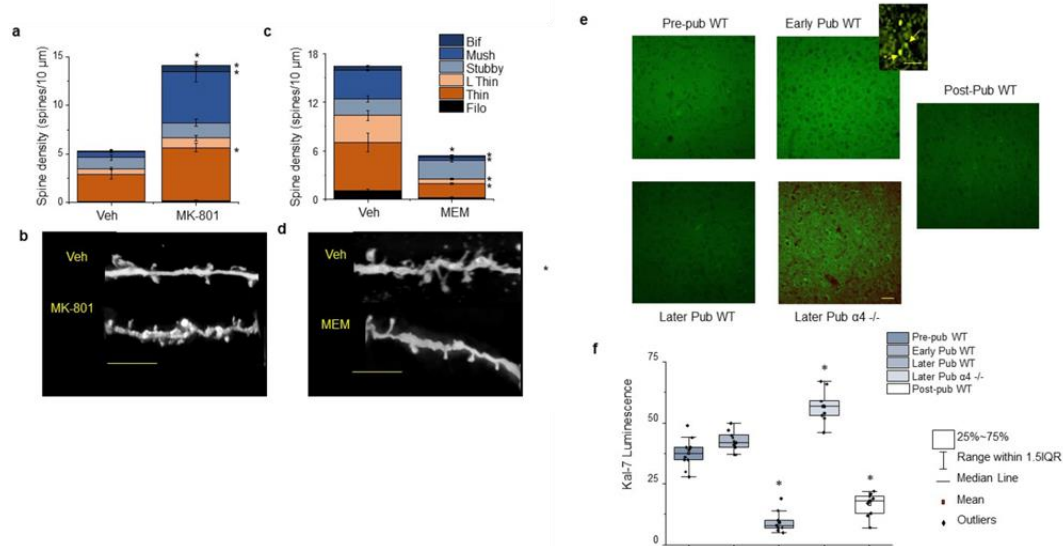 a
c
e
Bif
Mush
Stubby
L Thin
Thin
Filo
Spine density (spines/10 µm)
15
10
5
0
Veh
MK-801
*
*
*
*
Spine density (spines/10 µm)
18
12
6
0
Veh
MEM
*
*
*
*
*
b
Veh
MK-801
d
Veh
MEM
*
Pre-pub WT
Early Pub WT
Post-Pub WT
Later Pub WT
Later Pub α4 -/-
f
Pre-pub WT
Early Pub WT
Later Pub WT
Later Pub α4 -/-
Post-pub WT
Kal-7 Luminescence
75
50
25
0
*
*
*
25%~75%
Range within 1.5IQR
Median Line
Mean
Outliers